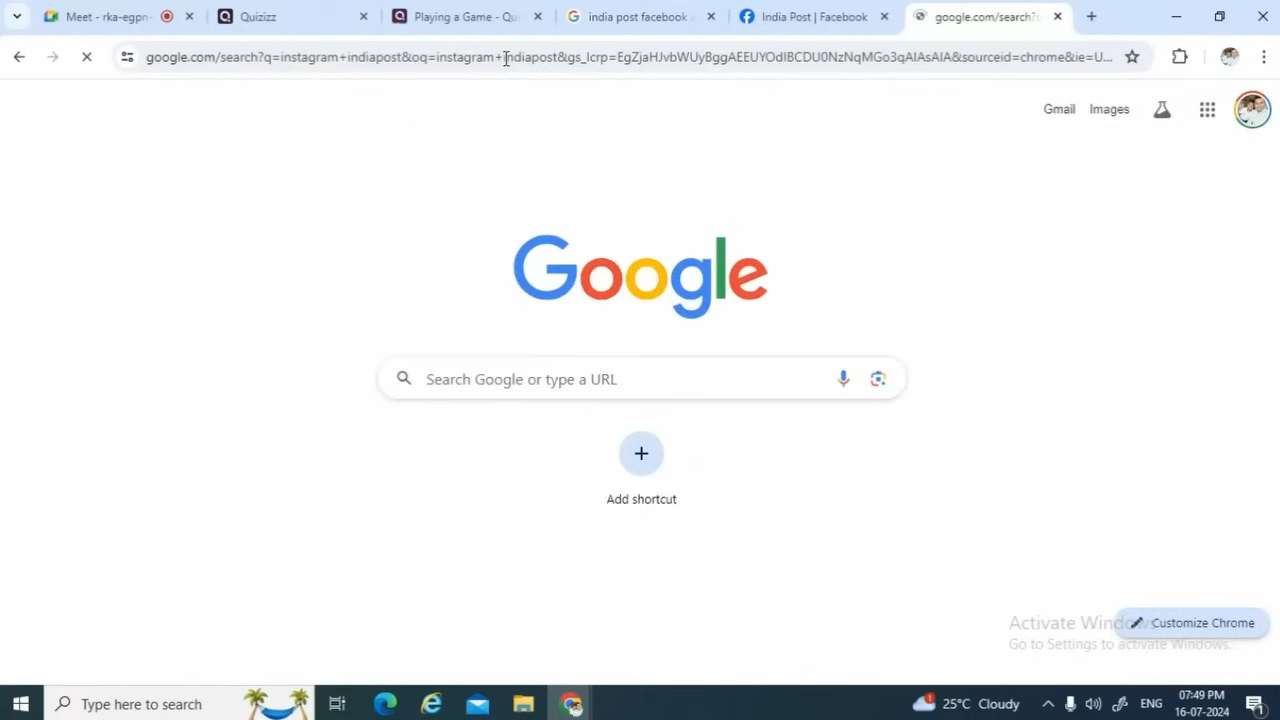 Meet - rka-egpn-
Quizizz
Playing a Game - Qu
india post facebook
India Post | Facebook
google.com/search?
google.com/search?q=instagram+indiapost&oq=instagram+indiapost&gs_lcrp=EgZjaHJvbWUyBggAEEUYOdIBCDU0NzNqMGo3qAIAsAIA&sourceid=chrome&ie=U...
Gmail Images
Google
Search Google or type a URL
Add shortcut
Activate Windows
Customize Chrome
Go to Settings to activate Windows.
Type here to search
25°C Cloudy
ENG
07:49 PM
16-07-2024
1